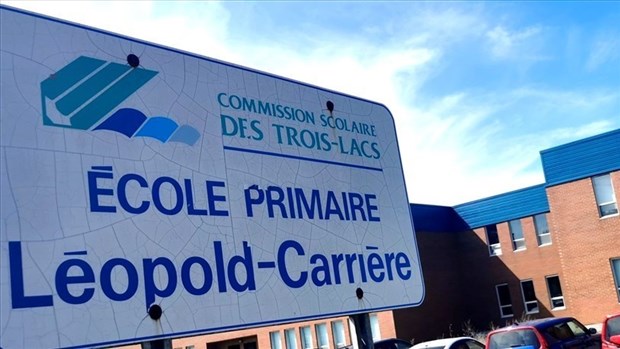 COMMISSION SCOLAIRE
DES TROIS-LACS
ÉCOLE PRIMAIRE
Léopold-Carrière